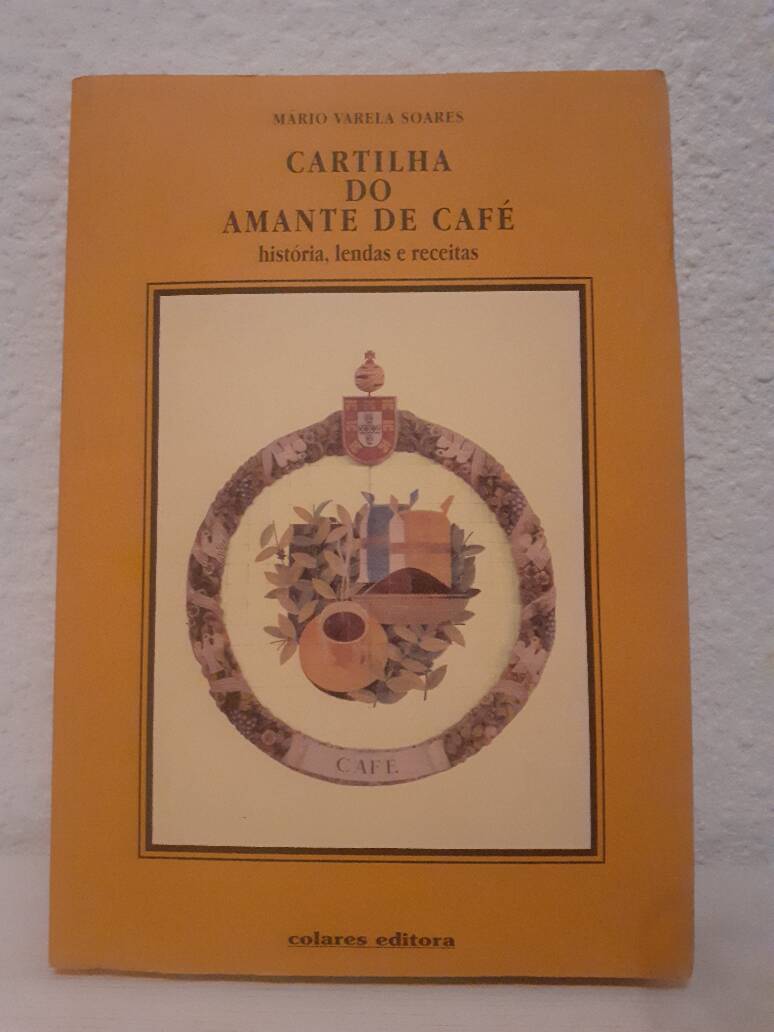 MÁRIO VARELA SOARES
CARTILHA
DO
AMANTE DE CAFÉ
história, lendas e receitas
CAFE
colares editora